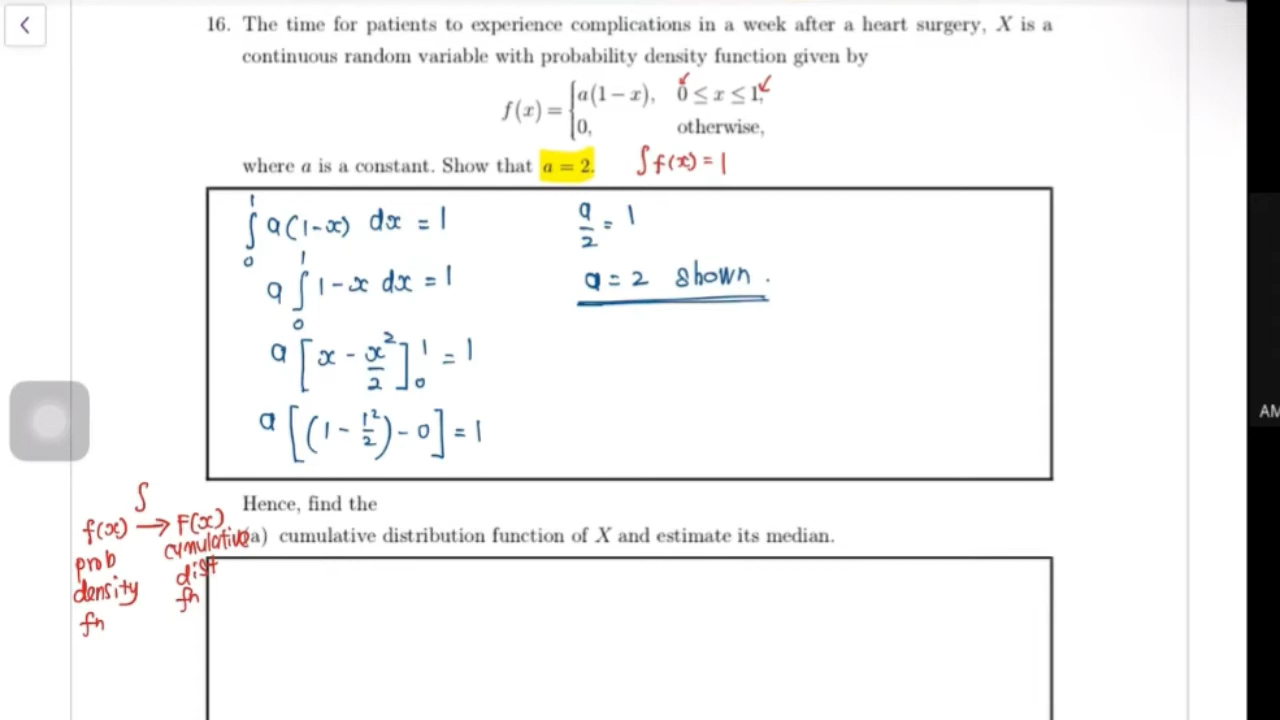 16. The time for patients to experience complications in a week after a heart surgery, X is a
continuous random variable with probability density function given by
f(x) = { a(1 − x), 0 ≤ x ≤ 1,
0, otherwise,
where a is a constant. Show that a = 2. ∫ f(x) = 1
∫₀¹ a(1-x) dx = 1
a ∫₀¹ 1-x dx = 1
a [x - x²/2]₀¹ = 1
a [(1 - 1²/2) - 0] = 1
a/2 = 1
a = 2 shown.
Hence, find the
(a) cumulative distribution function of X and estimate its median.
∫
f(x) → F(x)
prob density fn
cumulative dist fn
AM